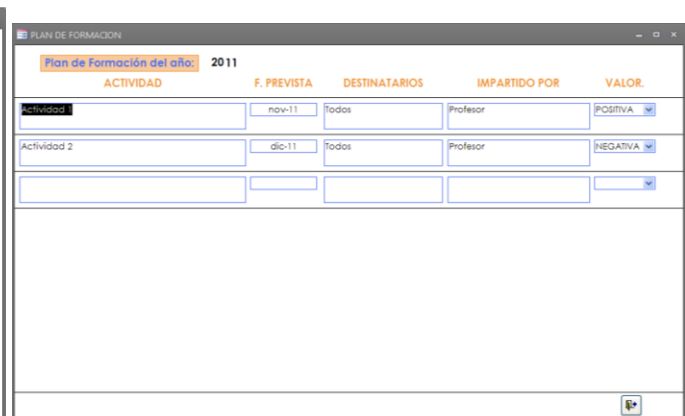 PLAN DE FORMACION
Plan de Formación del año: 2011
ACTIVIDAD F. PREVISTA DESTINATARIOS IMPARTIDO POR VALOR.
Actividad 1 nov-11 Todos Profesor POSITIVA
Actividad 2 dic-11 Todos Profesor NEGATIVA